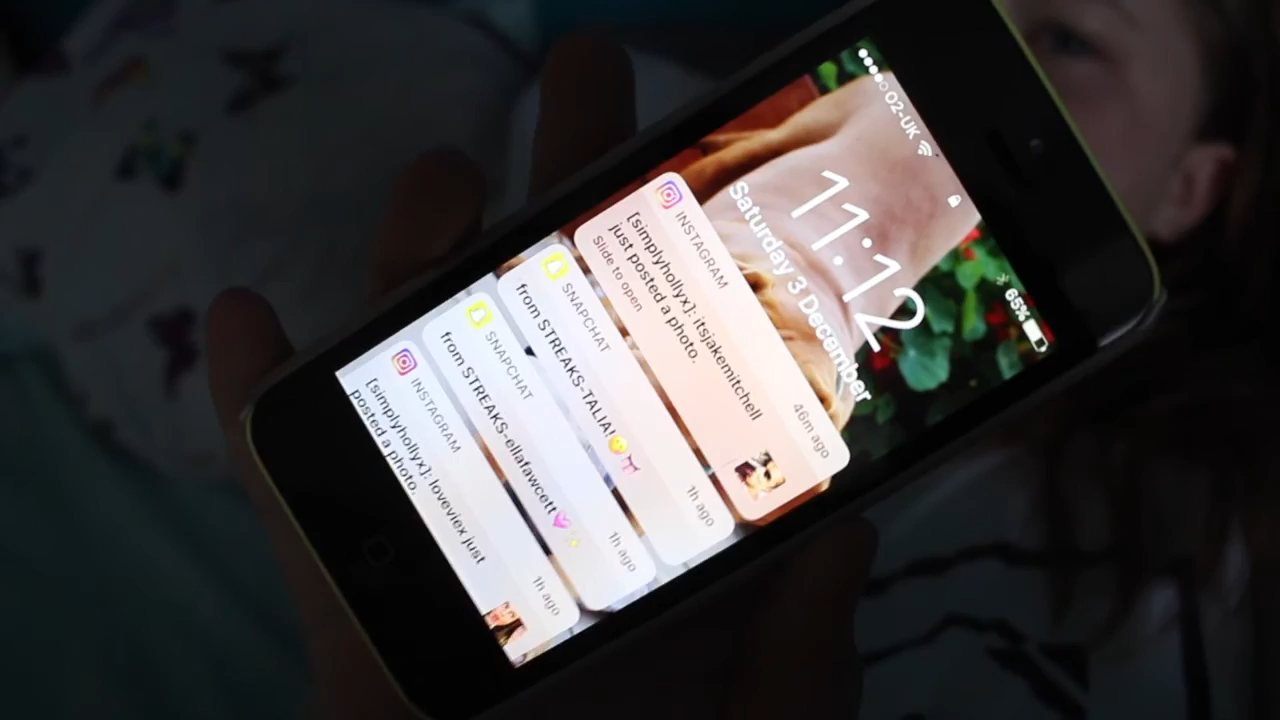 O2-UK
65%
11:12
Saturday 3 December
INSTAGRAM
46m ago
[simplyhollyx]: itsjakemitchell
just posted a photo.
Slide to open
SNAPCHAT
1h ago
from STREAKS-TALIA!😏🎀
SNAPCHAT
1h ago
from STREAKS-ellafawcett💘✨
INSTAGRAM
1h ago
[simplyhollyx]: loveviex just
posted a photo.